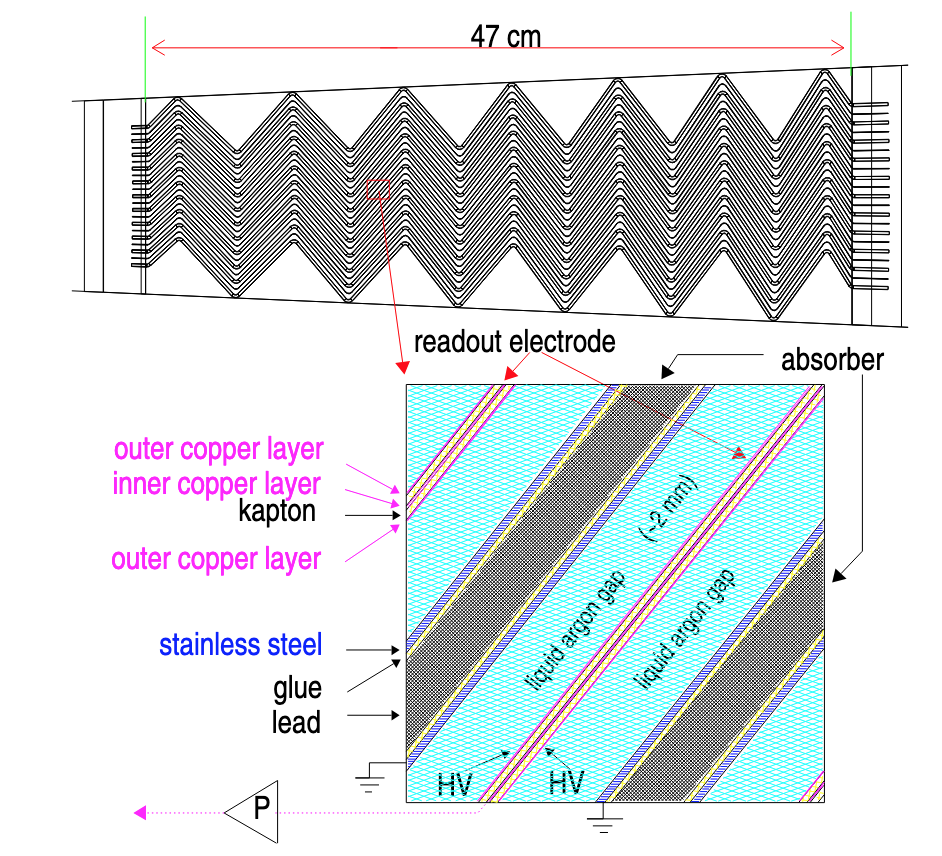 47 cm
readout electrode
absorber
outer copper layer
inner copper layer
kapton
outer copper layer
(~2 mm)
liquid argon gap
liquid argon gap
stainless steel
glue
lead
HV
HV
P